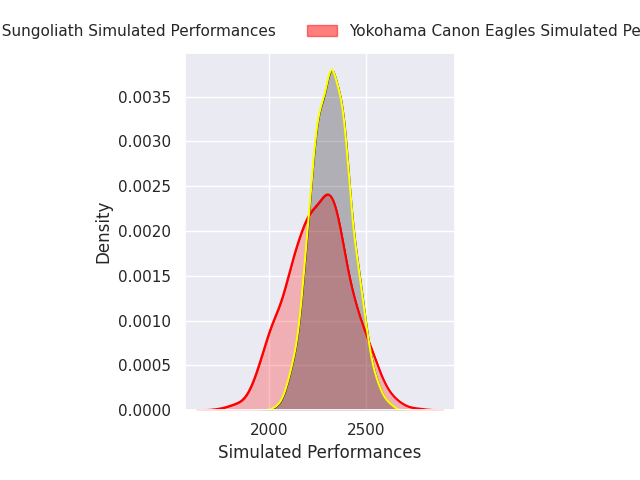 Sungoliath Simulated Performances
Yokohama Canon Eagles Simulated Pe
0.0035
0.0030
0.0025
0.0020
0.0015
0.0010
0.0005
0.0000
Density
2000
2500
Simulated Performances